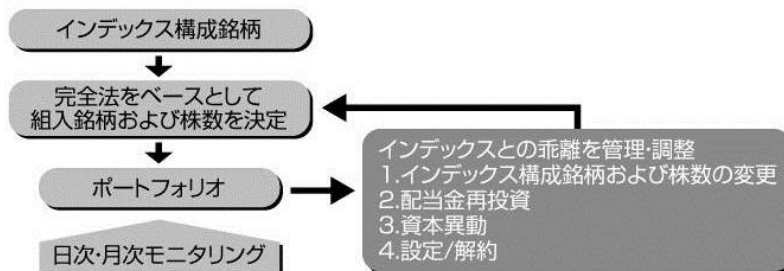 インデックス構成銘柄
完全法をベースとして
組入銘柄および株数を決定
ポートフォリオ
日次・月次モニタリング
インデックスとの乖離を管理・調整
1.インデックス構成銘柄および株数の変更
2.配当金再投資
3.資本異動
4.設定/解約